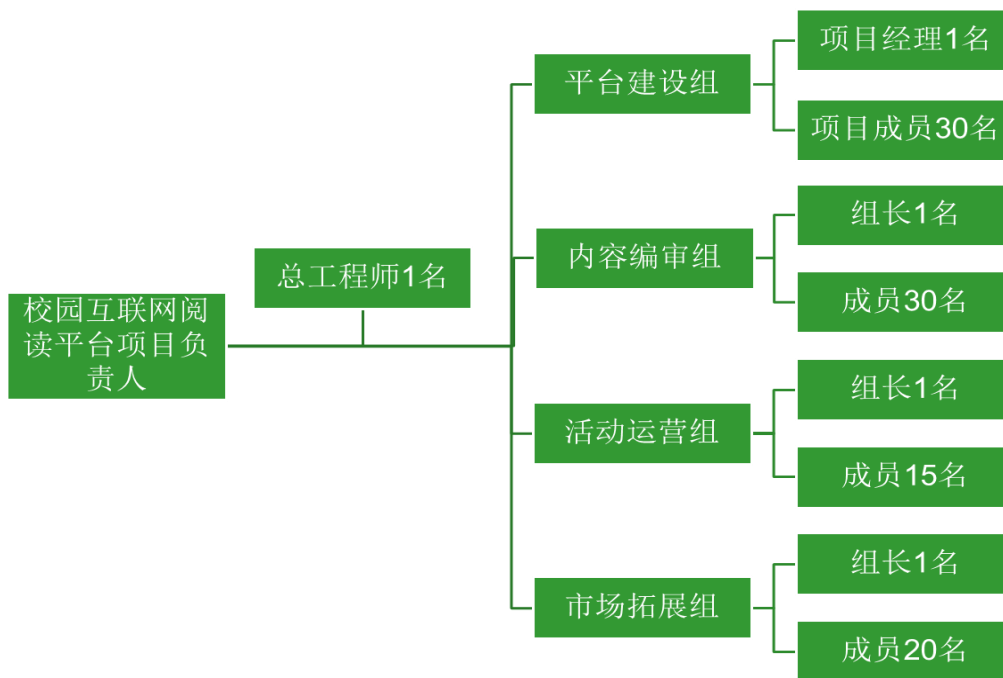 校园互联网阅
读平台项目负
责人
总工程师1名
平台建设组
项目经理1名
项目成员30名
内容编审组
组长1名
成员30名
活动运营组
组长1名
成员15名
市场拓展组
组长1名
成员20名